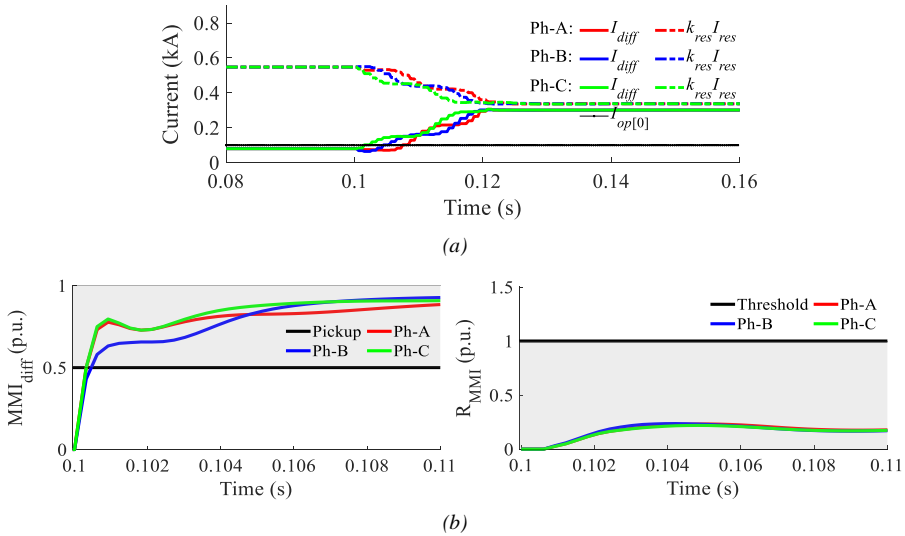 Current (kA)
0.9
0.6
0.4
0.2
0
0.08
0.1
0.12
0.14
0.16
Time (s)
Ph-A: I_diff k_res I_res
Ph-B: I_diff k_res I_res
Ph-C: I_diff k_res I_res
I_op[0]
(a)
MMI_diff (p.u.)
1
0.5
0
0.1
0.102
0.104
0.106
0.108
0.11
Time (s)
Pickup Ph-A
Ph-B Ph-C
R_MMI (p.u.)
1.5
1
0.5
0
0.1
0.102
0.104
0.106
0.108
0.11
Time (s)
Threshold Ph-A
Ph-B Ph-C
(b)